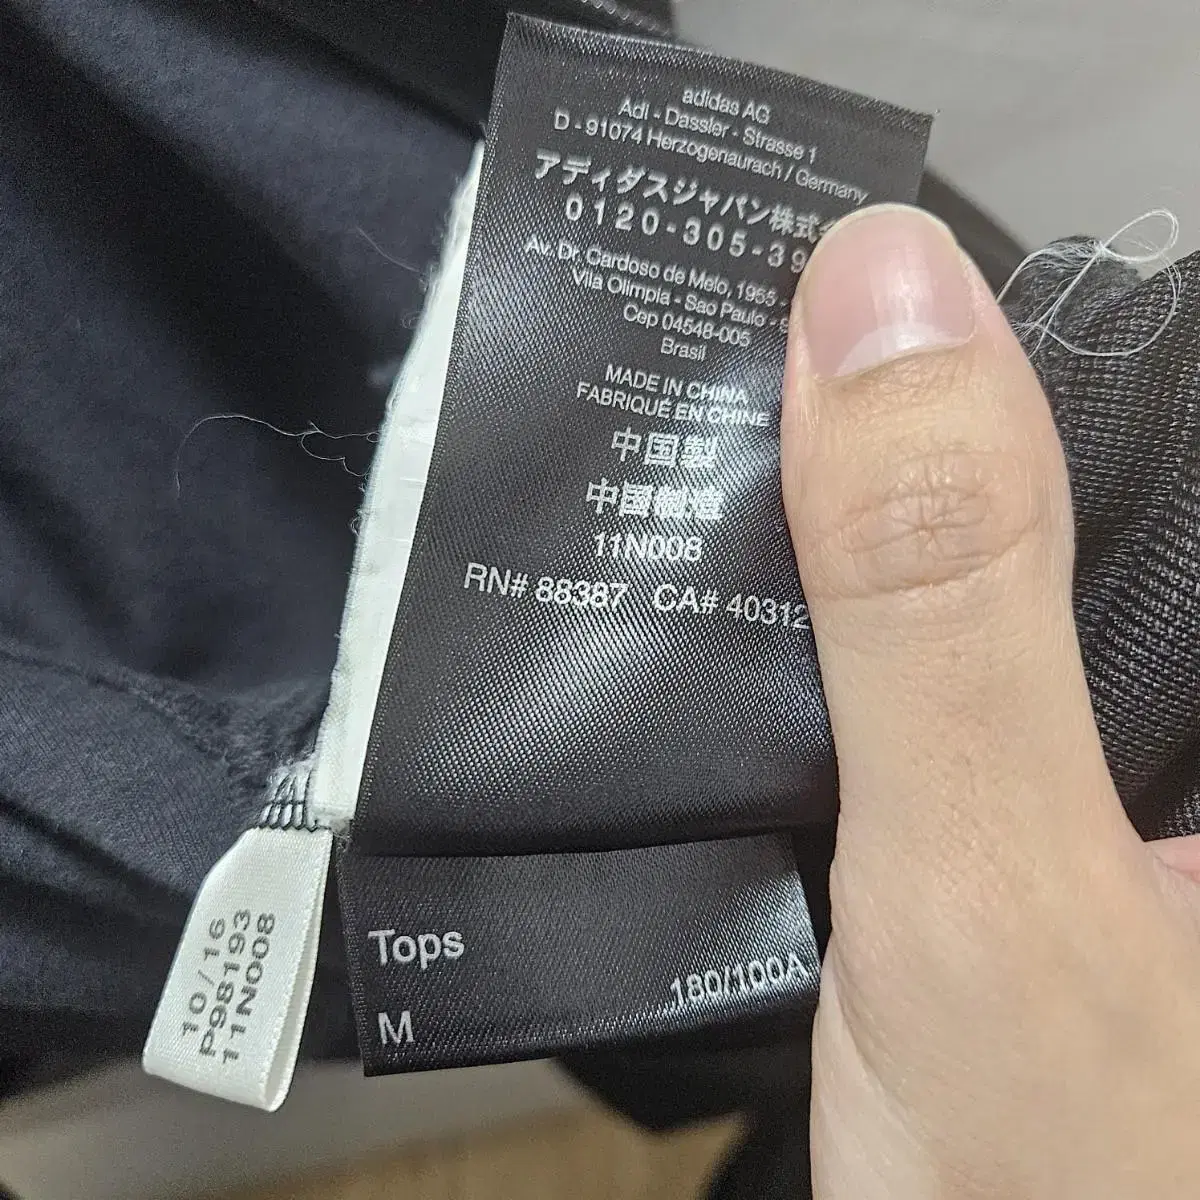 adidas AG
Adi - Dassler - Strasse 1
D - 91074 Herzogenaurach / Germany
アディダスジャパン株式
0120-305-39
Av. Dr. Cardoso de Melo, 1955 -
Vila Olimpia - Sao Paulo -
Cep 04548-005
Brasil
MADE IN CHINA
FABRIQUÉ EN CHINE
中国製
中国制造
11N008
RN# 88387 CA# 40312
Tops
M
180/100A
10/16
P98193
11N008